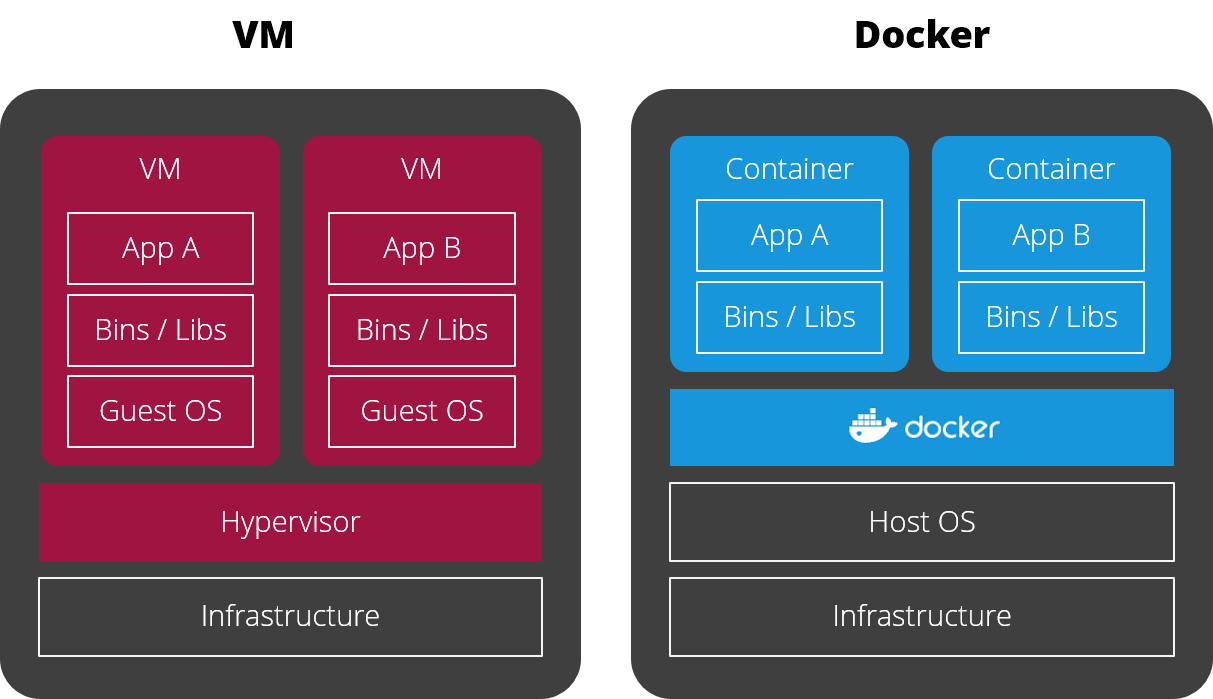 VM
VM
App A
Bins / Libs
Guest OS
VM
App B
Bins / Libs
Guest OS
Hypervisor
Infrastructure
Docker
Container
App A
Bins / Libs
Container
App B
Bins / Libs
docker
Host OS
Infrastructure